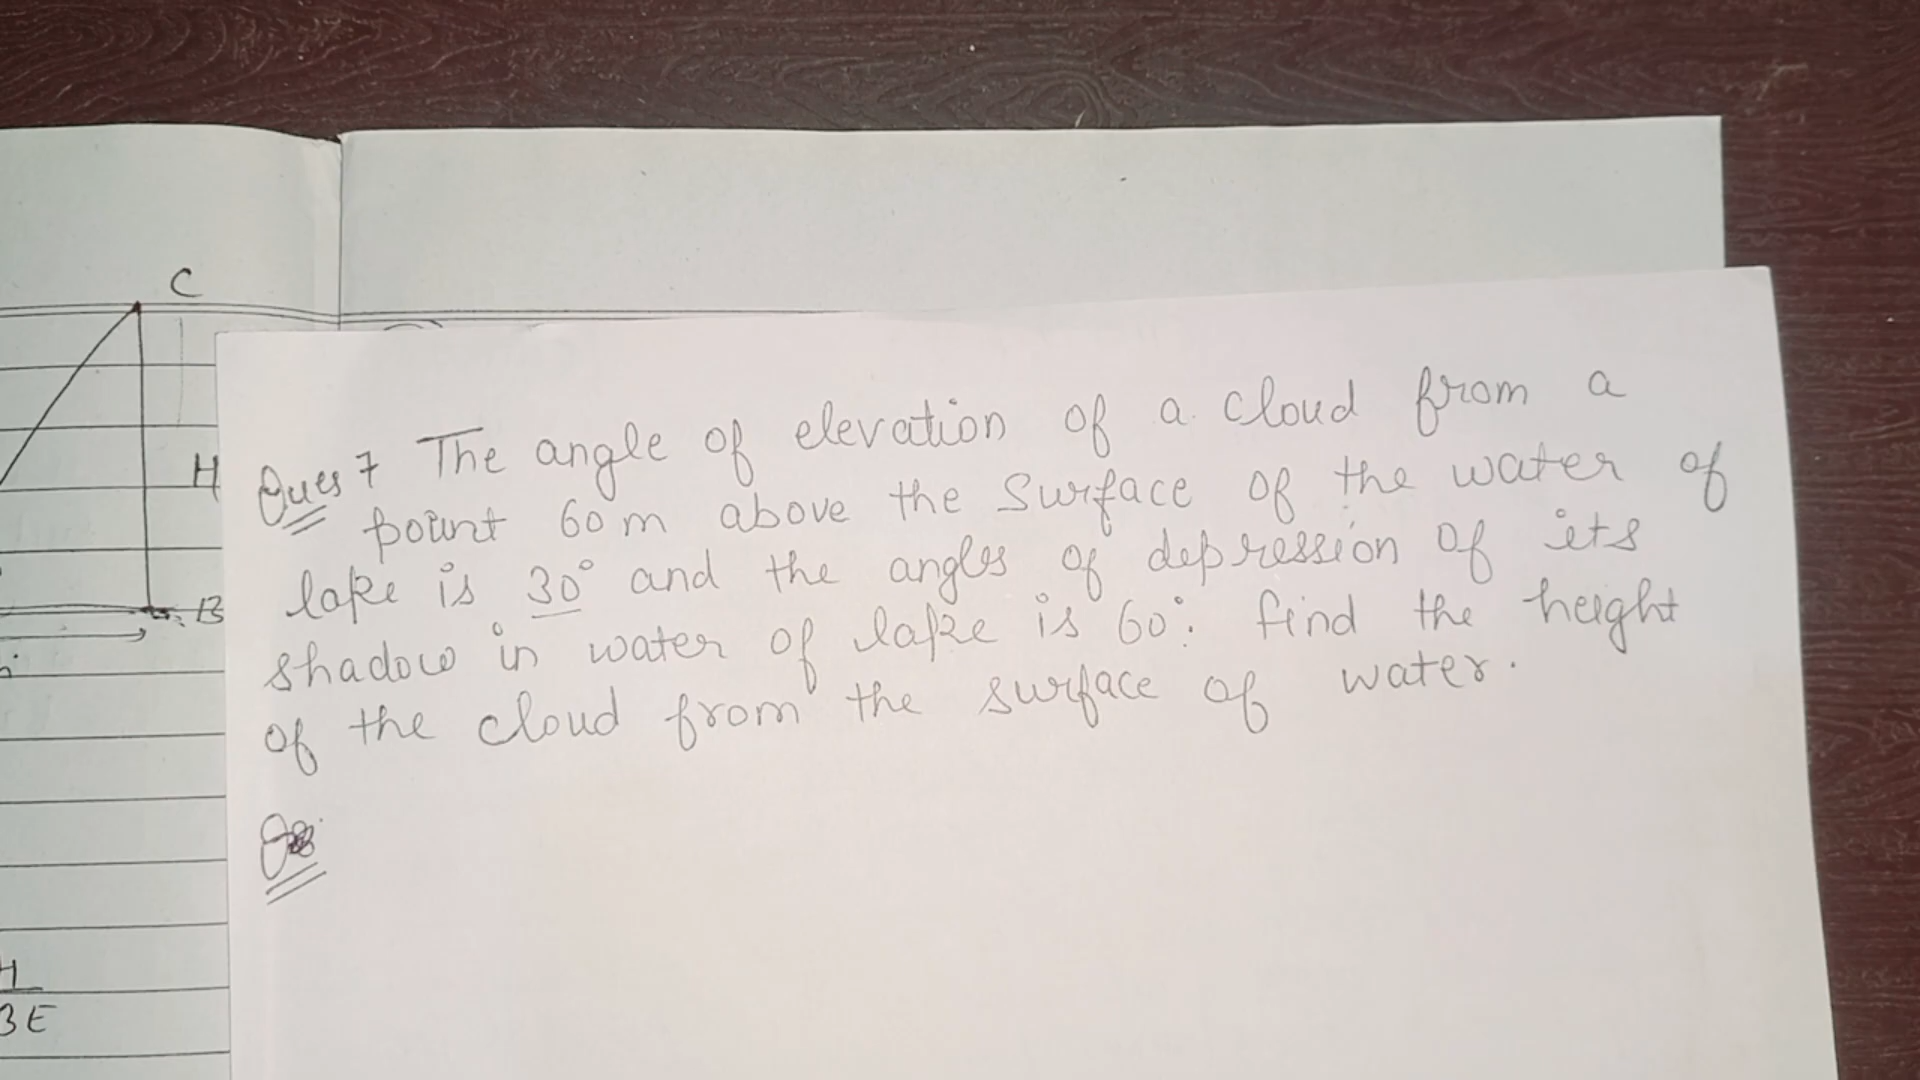 C
H
B
Ques 7 The angle of elevation of a cloud from a
point 60 m above the surface of the water of
lake is 30° and the angles of depression of its
shadow in water of lake is 60°. find the height
of the cloud from the surface of water.
H
BE